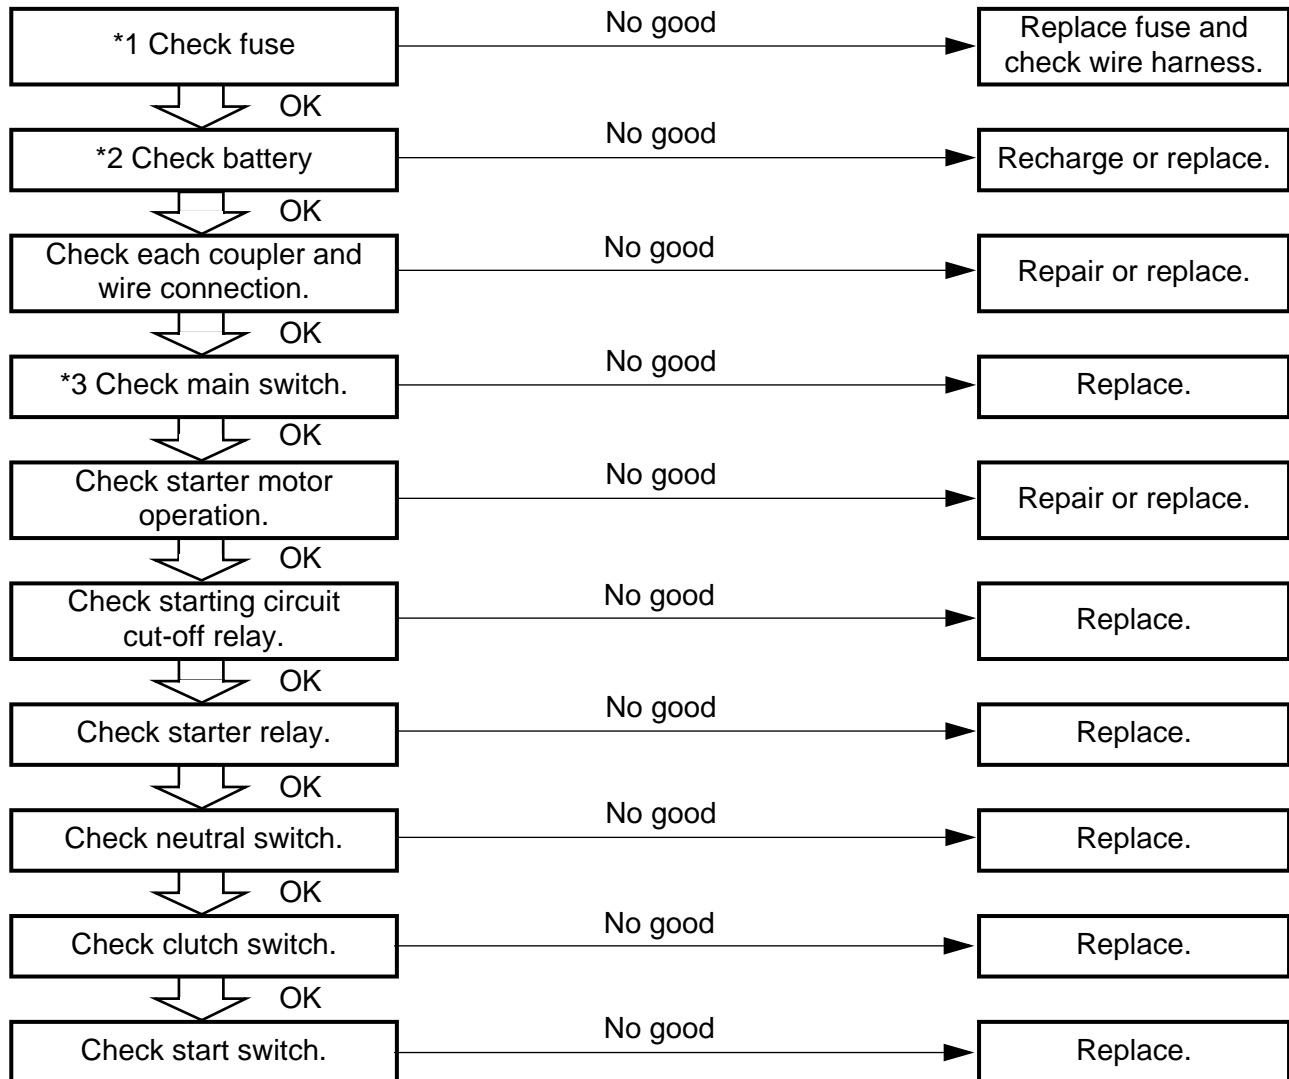 *1 Check fuse
No good
Replace fuse and
check wire harness.
OK
*2 Check battery
No good
Recharge or replace.
OK
Check each coupler and
wire connection.
No good
Repair or replace.
OK
*3 Check main switch.
No good
Replace.
OK
Check starter motor
operation.
No good
Repair or replace.
OK
Check starting circuit
cut-off relay.
No good
Replace.
OK
Check starter relay.
No good
Replace.
OK
Check neutral switch.
No good
Replace.
OK
Check clutch switch.
No good
Replace.
OK
Check start switch.
No good
Replace.